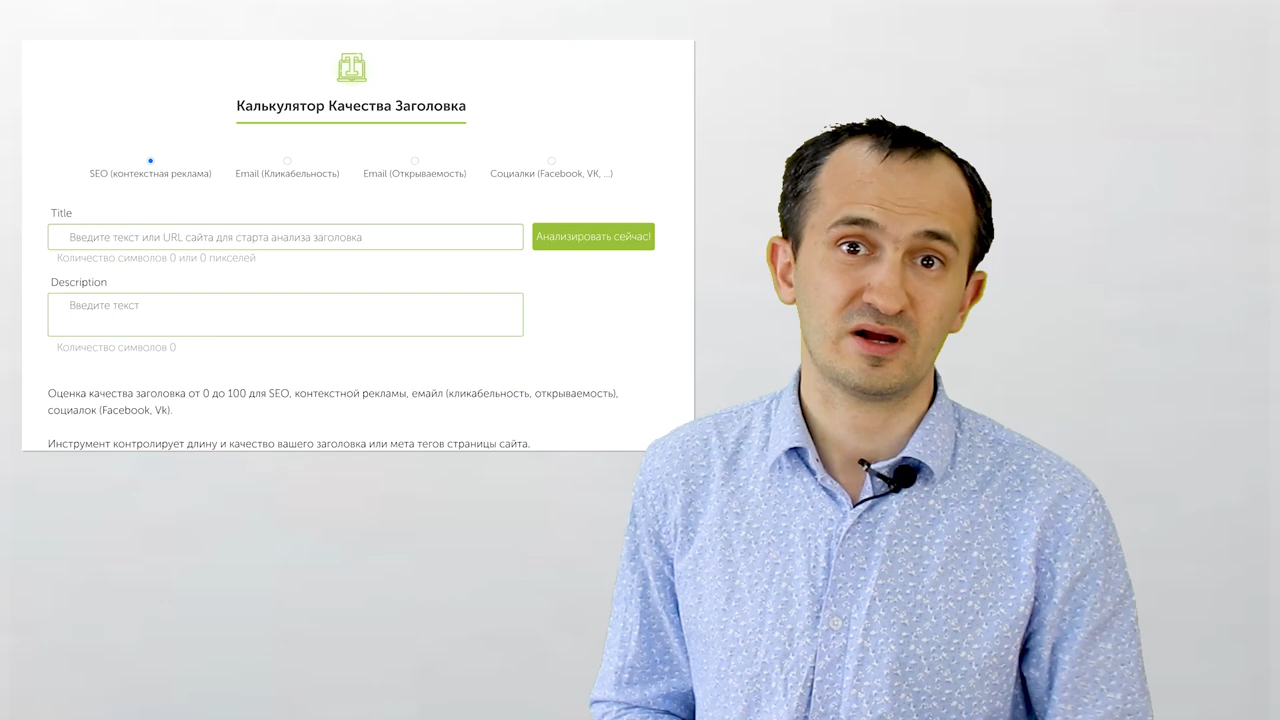 Калькулятор Качества Заголовка
SEO (контекстная реклама) Email (Кликабельность) Email (Открываемость) Социалки (Facebook, VK, ...)
Title
Введите текст или URL сайта для старта анализа заголовка Анализировать сейчас!
Количество символов 0 или 0 пикселей
Description
Введите текст
Количество символов 0
Оценка качества заголовка от 0 до 100 для SEO, контекстной рекламы, емайл (кликабельность, открываемость),
социалок (Facebook, Vk).
Инструмент контролирует длину и качество вашего заголовка или мета тегов страницы сайта.